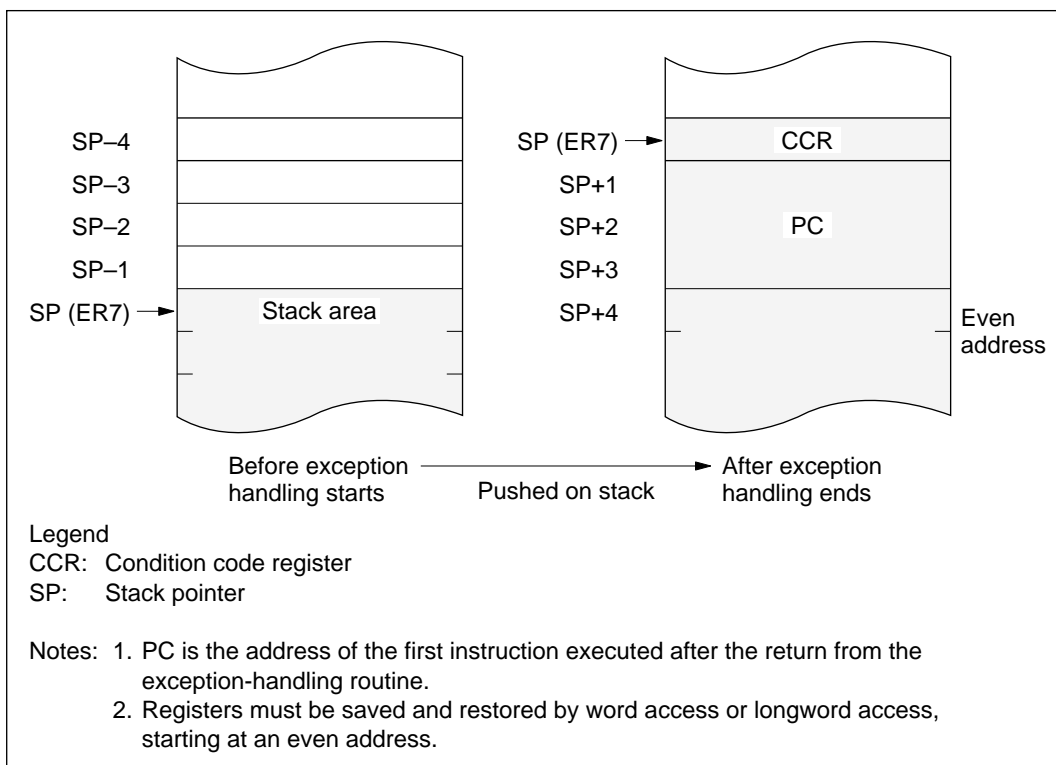 SP–4
SP–3
SP–2
SP–1
SP (ER7)
Stack area
SP (ER7)
SP+1
SP+2
SP+3
SP+4
CCR
PC
Even
address
Before exception
handling starts
Pushed on stack
After exception
handling ends
Legend
CCR: Condition code register
SP: Stack pointer
Notes: 1. PC is the address of the first instruction executed after the return from the
exception-handling routine.
2. Registers must be saved and restored by word access or longword access,
starting at an even address.